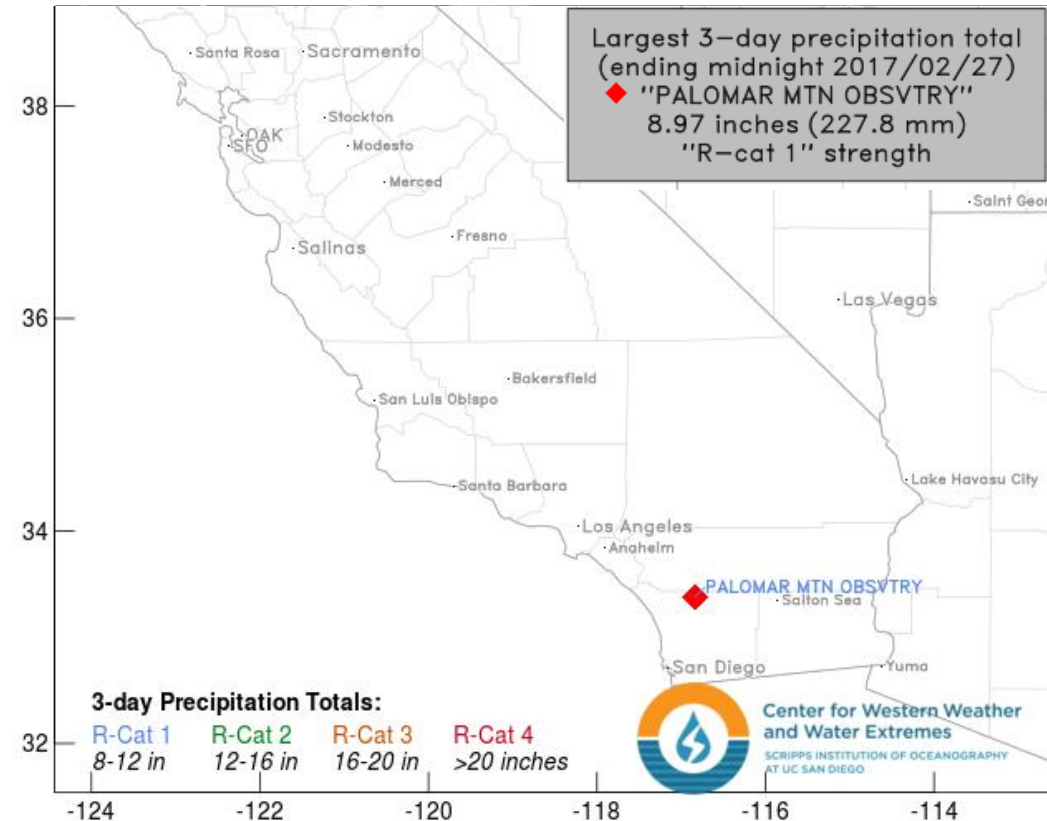 Largest 3-day precipitation total
(ending midnight 2017/02/27)
"PALOMAR MTN OBSVTRY"
8.97 inches (227.8 mm)
"R-cat 1" strength
38
36
34
32
Santa Rosa
Sacramento
Stockton
OAK
SFO
Modesto
Merced
Saint Geor
Salinas
Fresno
Las Vegas
Bakersfield
San Luis Obispo
Lake Havasu City
Santa Barbara
Los Angeles
Anaheim
PALOMAR MTN OBSVTRY
Salton Sea
San Diego
Yuma
3-day Precipitation Totals:
R-Cat 1 R-Cat 2 R-Cat 3 R-Cat 4
8-12 in 12-16 in 16-20 in >20 inches
Center for Western Weather
and Water Extremes
SCRIPPS INSTITUTION OF OCEANOGRAPHY
AT UC SAN DIEGO
-124 -122 -120 -118 -116 -114